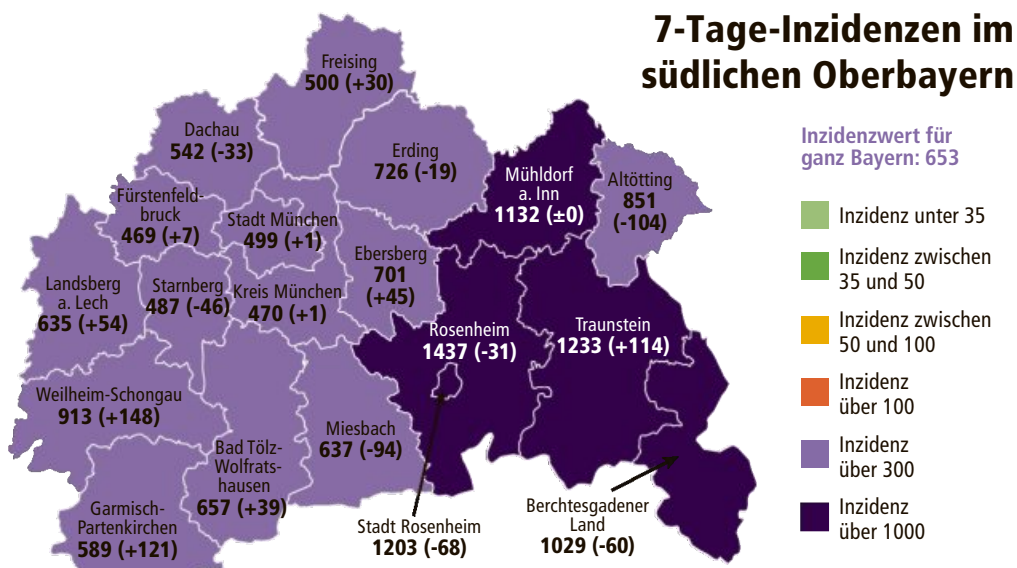 7-Tage-Inzidenzen im
südlichen Oberbayern
Inzidenzwert für
ganz Bayern: 653
Inzidenz unter 35
Inzidenz zwischen
35 und 50
Inzidenz zwischen
50 und 100
Inzidenz
über 100
Inzidenz
über 300
Inzidenz
über 1000
Freising
500 (+30)
Dachau
542 (-33)
Erding
726 (-19)
Mühldorf
a. Inn
1132 (±0)
Altötting
851
(-104)
Fürstenfeld-
bruck
469 (+7)
Stadt München
499 (+1)
Ebersberg
701
(+45)
Landsberg
a. Lech
635 (+54)
Starnberg
487 (-46)
Kreis München
470 (+1)
Rosenheim
1437 (-31)
Traunstein
1233 (+114)
Weilheim-Schongau
913 (+148)
Bad Tölz-
Wolfrats-
hausen
657 (+39)
Miesbach
637 (-94)
Garmisch-
Partenkirchen
589 (+121)
Stadt Rosenheim
1203 (-68)
Berchtesgadener
Land
1029 (-60)